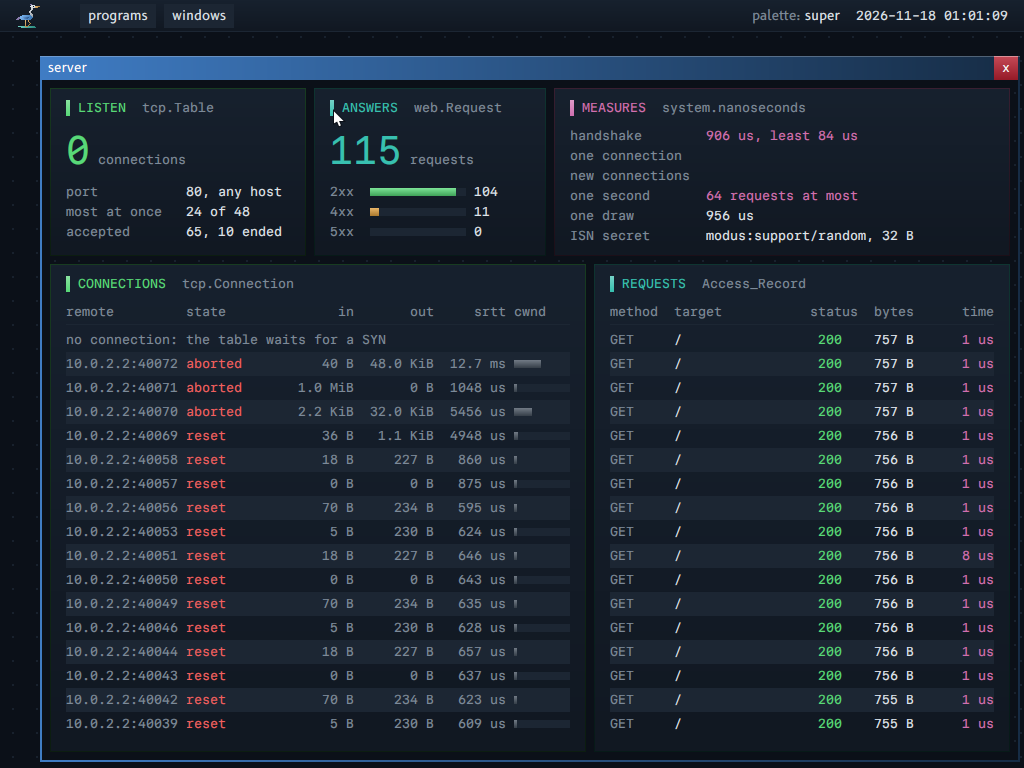 programs windows palette: super 2026-11-18 01:01:09
server x
LISTEN tcp.Table
0 connections
port 80, any host
most at once 24 of 48
accepted 65, 10 ended
ANSWERS web.Request
115 requests
2xx 104
4xx 11
5xx 0
MEASURES system.nanoseconds
handshake 906 us, least 84 us
one connection
new connections
one second 64 requests at most
one draw 956 us
ISN secret modus:support/random, 32 B
CONNECTIONS tcp.Connection
remote state in out srtt cwnd
no connection: the table waits for a SYN
10.0.2.2:40072 aborted 40 B 48.0 KiB 12.7 ms
10.0.2.2:40071 aborted 1.0 MiB 0 B 1048 us
10.0.2.2:40070 aborted 2.2 KiB 32.0 KiB 5456 us
10.0.2.2:40069 reset 36 B 1.1 KiB 4948 us
10.0.2.2:40058 reset 18 B 227 B 860 us
10.0.2.2:40057 reset 0 B 0 B 875 us
10.0.2.2:40056 reset 70 B 234 B 595 us
10.0.2.2:40053 reset 5 B 230 B 624 us
10.0.2.2:40051 reset 18 B 227 B 646 us
10.0.2.2:40050 reset 0 B 0 B 643 us
10.0.2.2:40049 reset 70 B 234 B 635 us
10.0.2.2:40046 reset 5 B 230 B 628 us
10.0.2.2:40044 reset 18 B 227 B 657 us
10.0.2.2:40043 reset 0 B 0 B 637 us
10.0.2.2:40042 reset 70 B 234 B 623 us
10.0.2.2:40039 reset 5 B 230 B 609 us
REQUESTS Access_Record
method target status bytes time
GET / 200 757 B 1 us
GET / 200 757 B 1 us
GET / 200 757 B 1 us
GET / 200 757 B 1 us
GET / 200 756 B 1 us
GET / 200 756 B 1 us
GET / 200 756 B 1 us
GET / 200 756 B 1 us
GET / 200 756 B 1 us
GET / 200 756 B 8 us
GET / 200 756 B 1 us
GET / 200 756 B 1 us
GET / 200 756 B 1 us
GET / 200 756 B 1 us
GET / 200 756 B 1 us
GET / 200 755 B 1 us
GET / 200 755 B 1 us